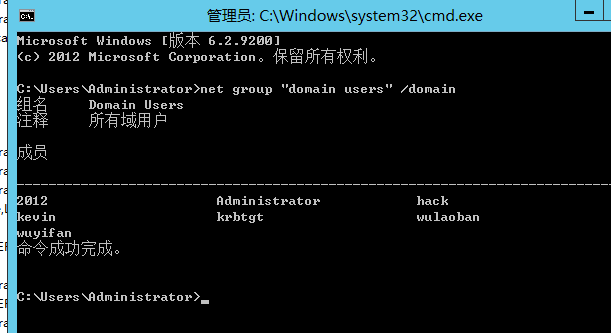 管理员: C:\Windows\system32\cmd.exe
Microsoft Windows [版本 6.2.9200]
(c) 2012 Microsoft Corporation。保留所有权利。
C:\Users\Administrator>net group "domain users" /domain
组名 Domain Users
注释 所有域用户
成员
-------------------------------------------------------------------------------
2012 Administrator hack
kevin krbtgt wulaoban
wuyifan
命令成功完成。
C:\Users\Administrator>_